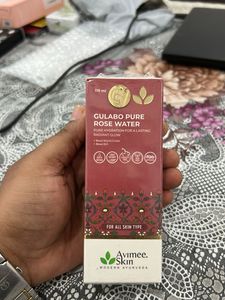 GULABO PURE
ROSE WATER
PURE HYDRATION FOR A LASTING
RADIANT GLOW
FOR ALL SKIN TYPE
Avimee
Skin
MODERN AYURVEDA